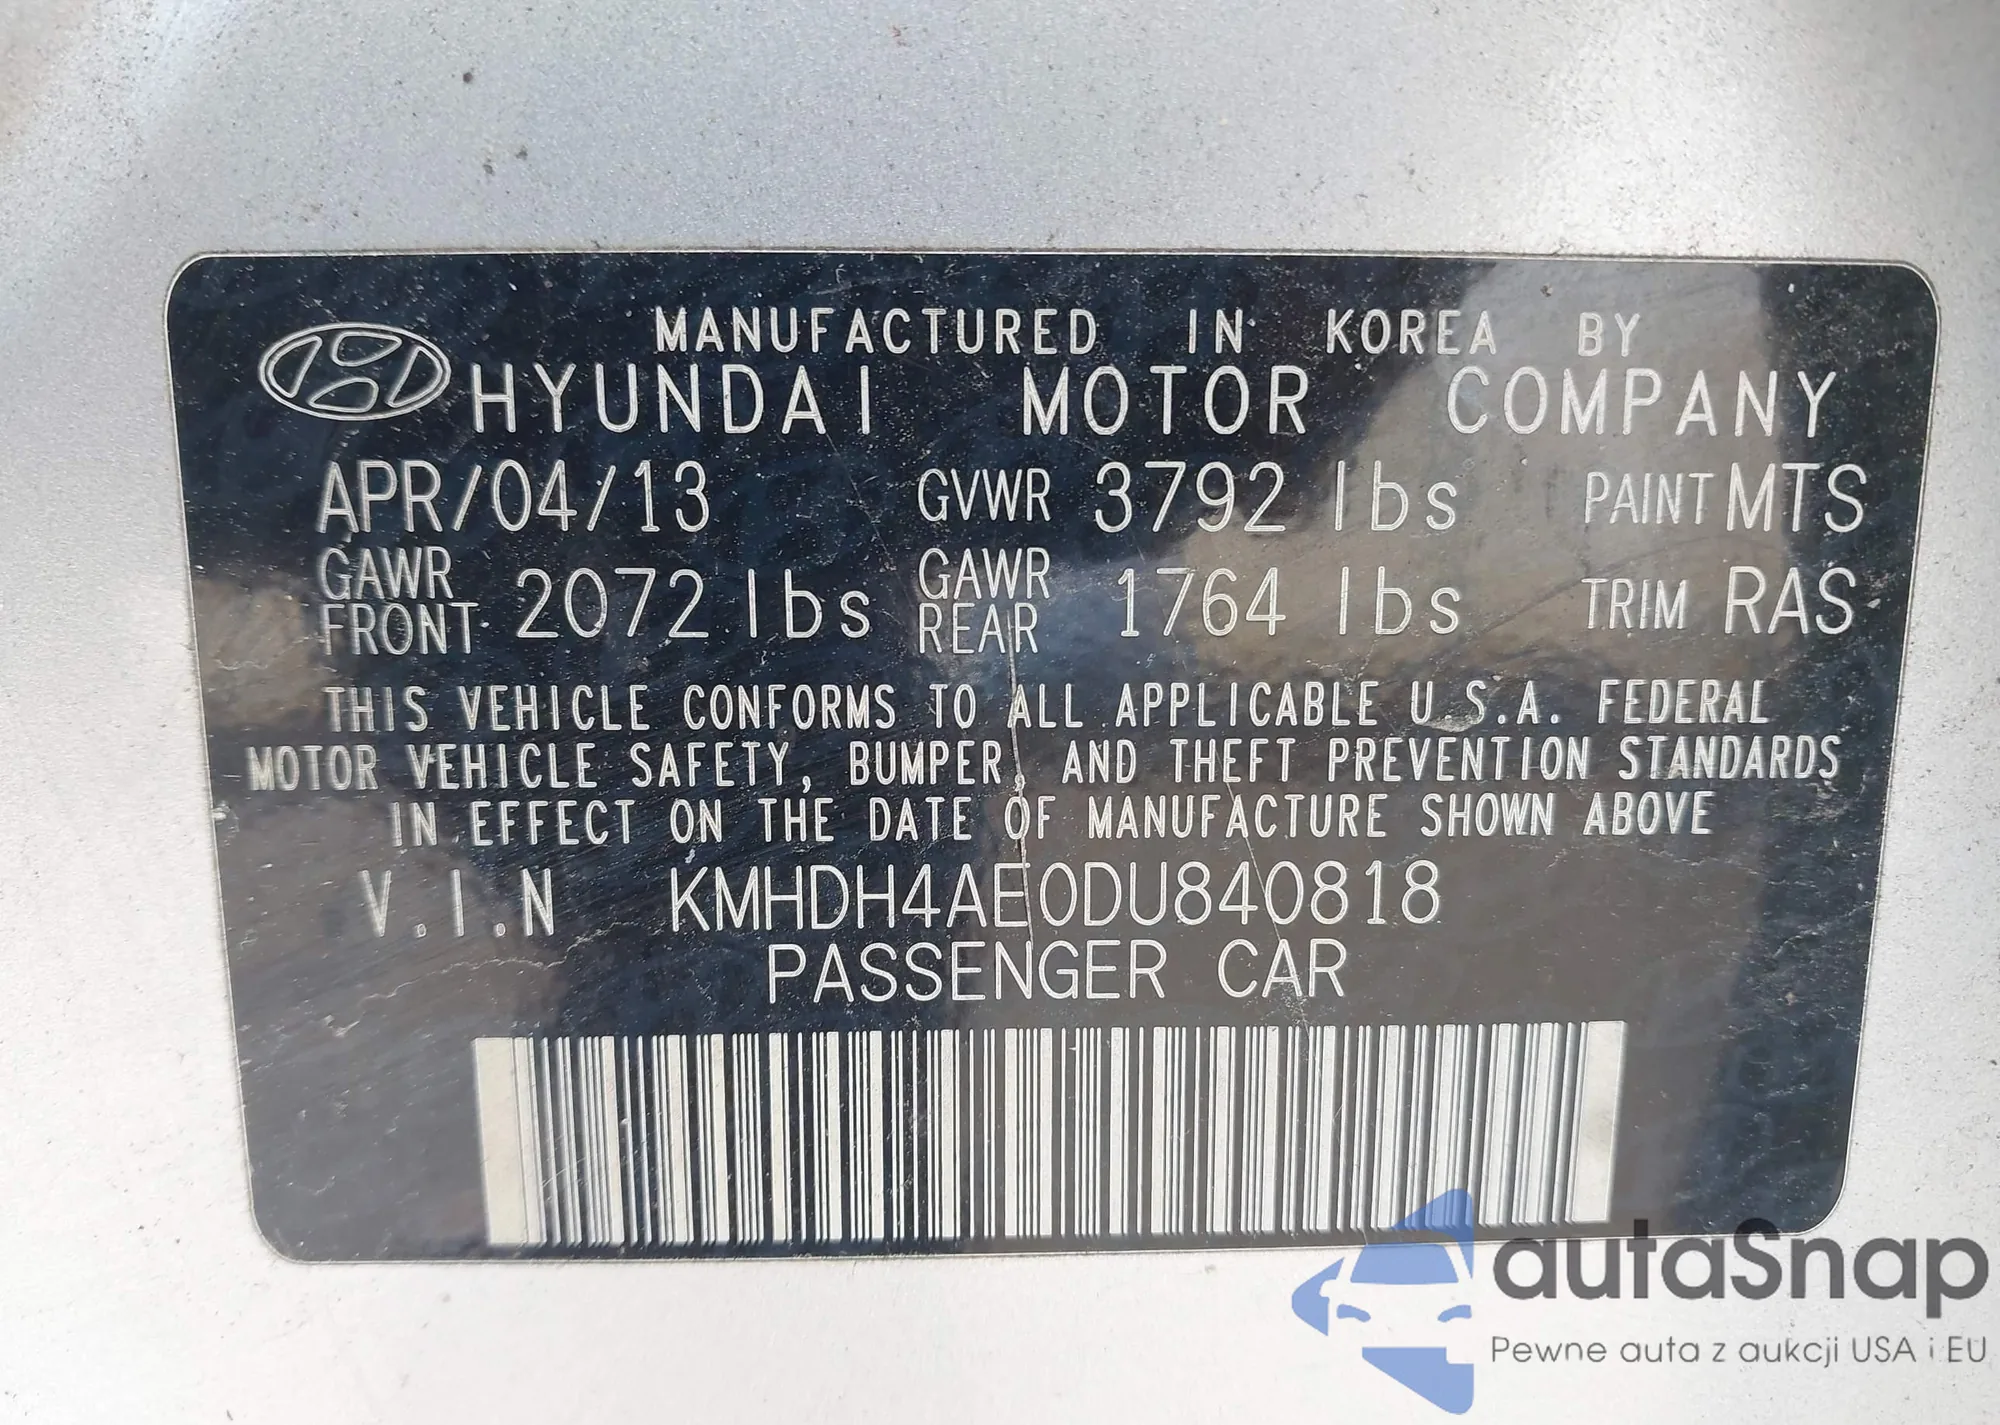 MANUFACTURED IN KOREA BY
HYUNDAI MOTOR COMPANY
APR/04/13 GVWR 3792 lbs PAINT MTS
GAWR FRONT 2072 lbs GAWR REAR 1764 lbs TRIM RAS
THIS VEHICLE CONFORMS TO ALL APPLICABLE U.S.A. FEDERAL
MOTOR VEHICLE SAFETY, BUMPER, AND THEFT PREVENTION STANDARDS
IN EFFECT ON THE DATE OF MANUFACTURE SHOWN ABOVE
V.I.N KMHDH4AE0DU840818
PASSENGER CAR
autaSnap
Pewne auta z aukcji USA i EU